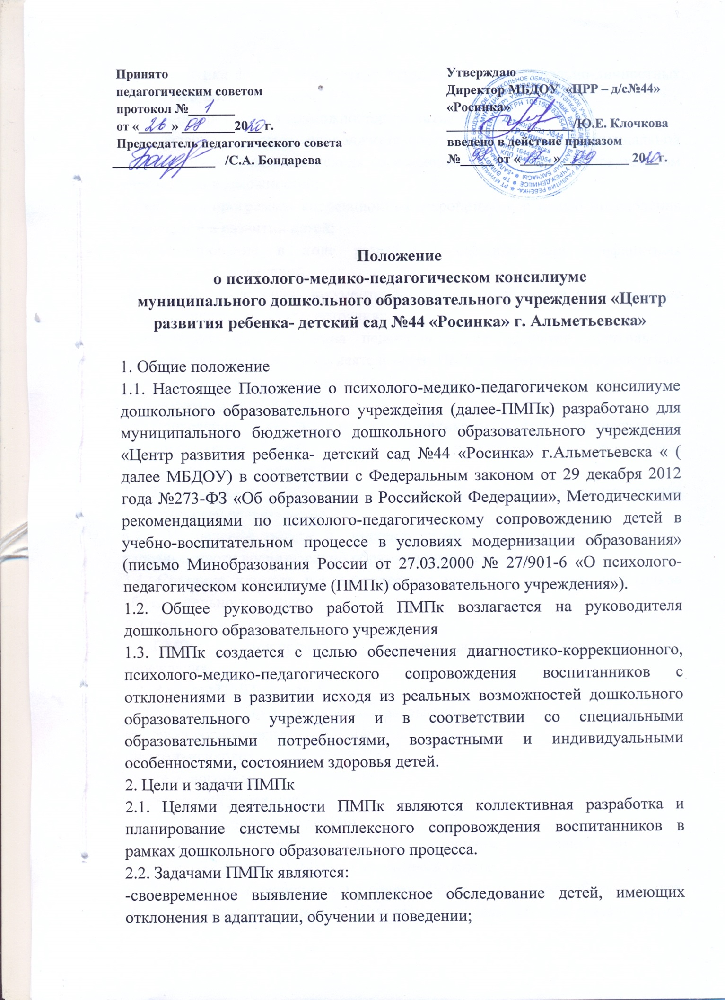 Принято
педагогическим советом
протокол № 1
от « 26 » 08 2020 г.
Председатель педагогического совета
/С.А. Бондарева
Утверждаю
Директор МБДОУ «ЦРР – д/с№44»
«Росинка»
/Ю.Е. Клочкова
введено в действие приказом
№ 98 от « » 09 2020г.
Детский сад №44
«Росинка»
г.Альметьевска
Положение
о психолого-медико-педагогическом консилиуме
муниципального дошкольного образовательного учреждения «Центр
развития ребенка- детский сад №44 «Росинка» г. Альметьевска»
1. Общие положение
1.1. Настоящее Положение о психолого-медико-педагогичеком консилиуме
дошкольного образовательного учреждения (далее-ПМПк) разработано для
муниципального бюджетного дошкольного образовательного учреждения
«Центр развития ребенка- детский сад №44 «Росинка» г.Альметьевска « (
далее МБДОУ) в соответствии с Федеральным законом от 29 декабря 2012
года №273-ФЗ «Об образовании в Российской Федерации», Методическими
рекомендациями по психолого-педагогическому сопровождению детей в
учебно-воспитательном процессе в условиях модернизации образования»
(письмо Минобразования России от 27.03.2000 № 27/901-6 «О психолого-
педагогическом консилиуме (ПМПк) образовательного учреждения»).
1.2. Общее руководство работой ПМПк возлагается на руководителя
дошкольного образовательного учреждения
1.3. ПМПк создается с целью обеспечения диагностико-коррекционного,
психолого-медико-педагогического сопровождения воспитанников с
отклонениями в развитии исходя из реальных возможностей дошкольного
образовательного учреждения и в соответствии со специальными
образовательными потребностями, возрастными и индивидуальными
особенностями, состоянием здоровья детей.
2. Цели и задачи ПМПк
2.1. Целями деятельности ПМПк являются коллективная разработка и
планирование системы комплексного сопровождения воспитанников в
рамках дошкольного образовательного процесса.
2.2. Задачами ПМПк являются:
-своевременное выявление комплексное обследование детей, имеющих
отклонения в адаптации, обучении и поведении;